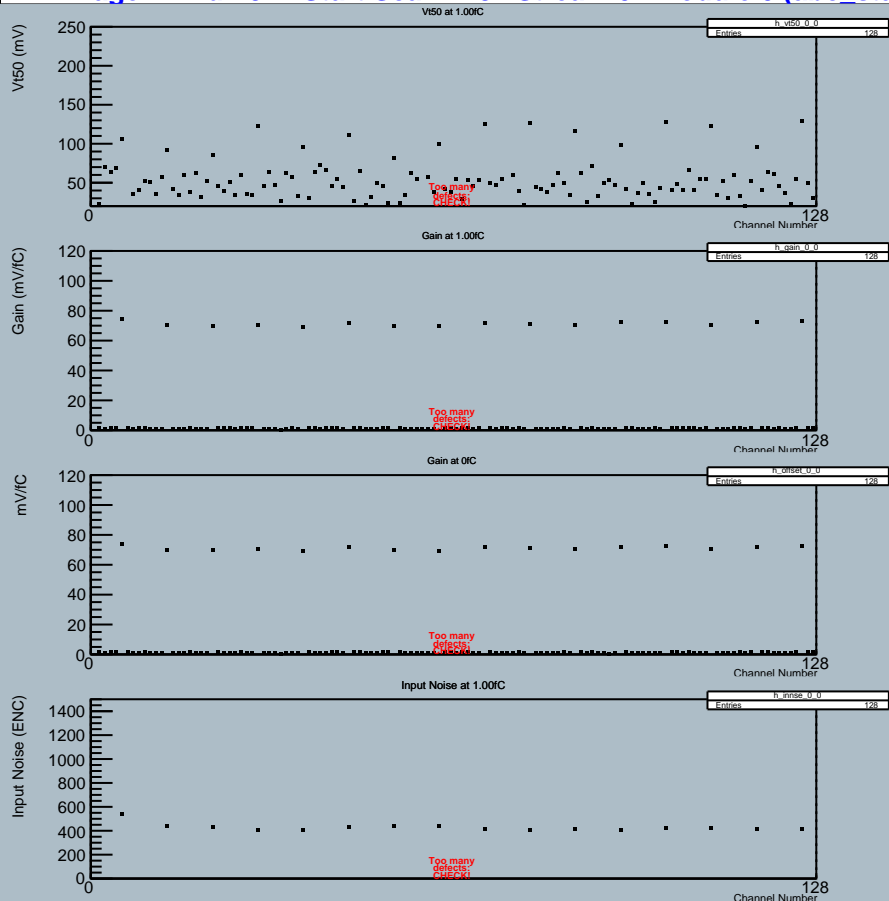 Vt50 at 1.00fC
h_vt50_0_0
Entries 128
Vt50 (mV)
250
200
150
100
50
Too many
defects:
CHECK!
0
128
Channel Number
Gain at 1.00fC
h_gain_0_0
Entries 128
Gain (mV/fC)
120
100
80
60
40
20
0
Too many
defects:
CHECK!
0
128
Channel Number
Gain at 0fC
h_offset_0_0
Entries 128
mV/fC
120
100
80
60
40
20
0
Too many
defects:
CHECK!
0
128
Channel Number
Input Noise at 1.00fC
h_innse_0_0
Entries 128
Input Noise (ENC)
1400
1200
1000
800
600
400
200
0
Too many
defects:
CHECK!
0
128
Channel Number